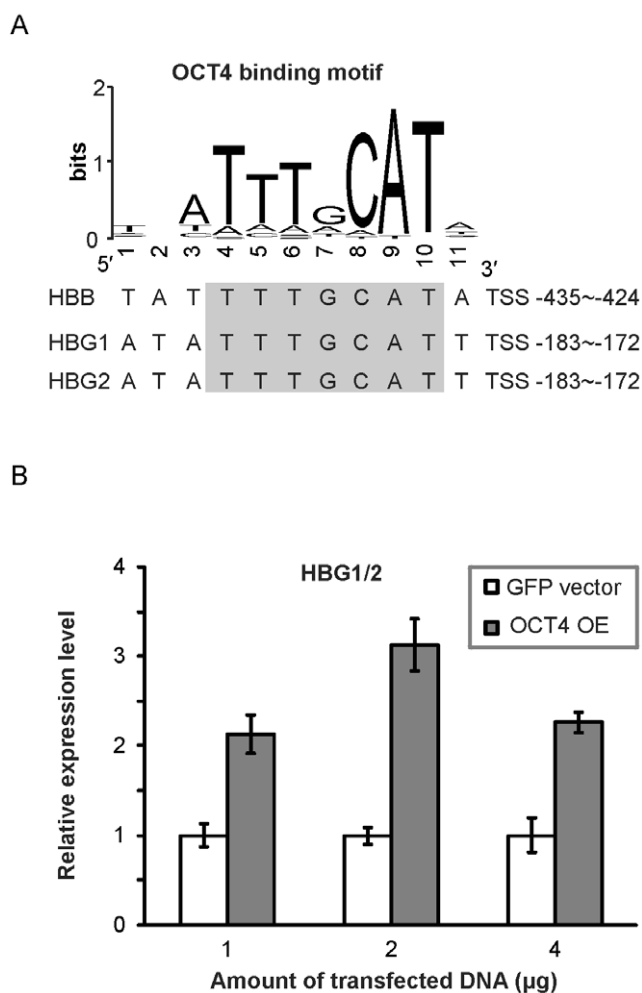 A
OCT4 binding motif
2
1
0
bits
A T T T G C A T A
1 2 3 4 5 6 7 8 9 10 11
5′ 3′
HBB T A T T T T G C A T A TSS -435~-424
HBG1 A T A T T T G C A T T TSS -183~-172
HBG2 A T A T T T G C A T T TSS -183~-172
B
HBG1/2
GFP vector
OCT4 OE
4
3
2
1
0
Relative expression level
1 2 4
Amount of transfected DNA (µg)